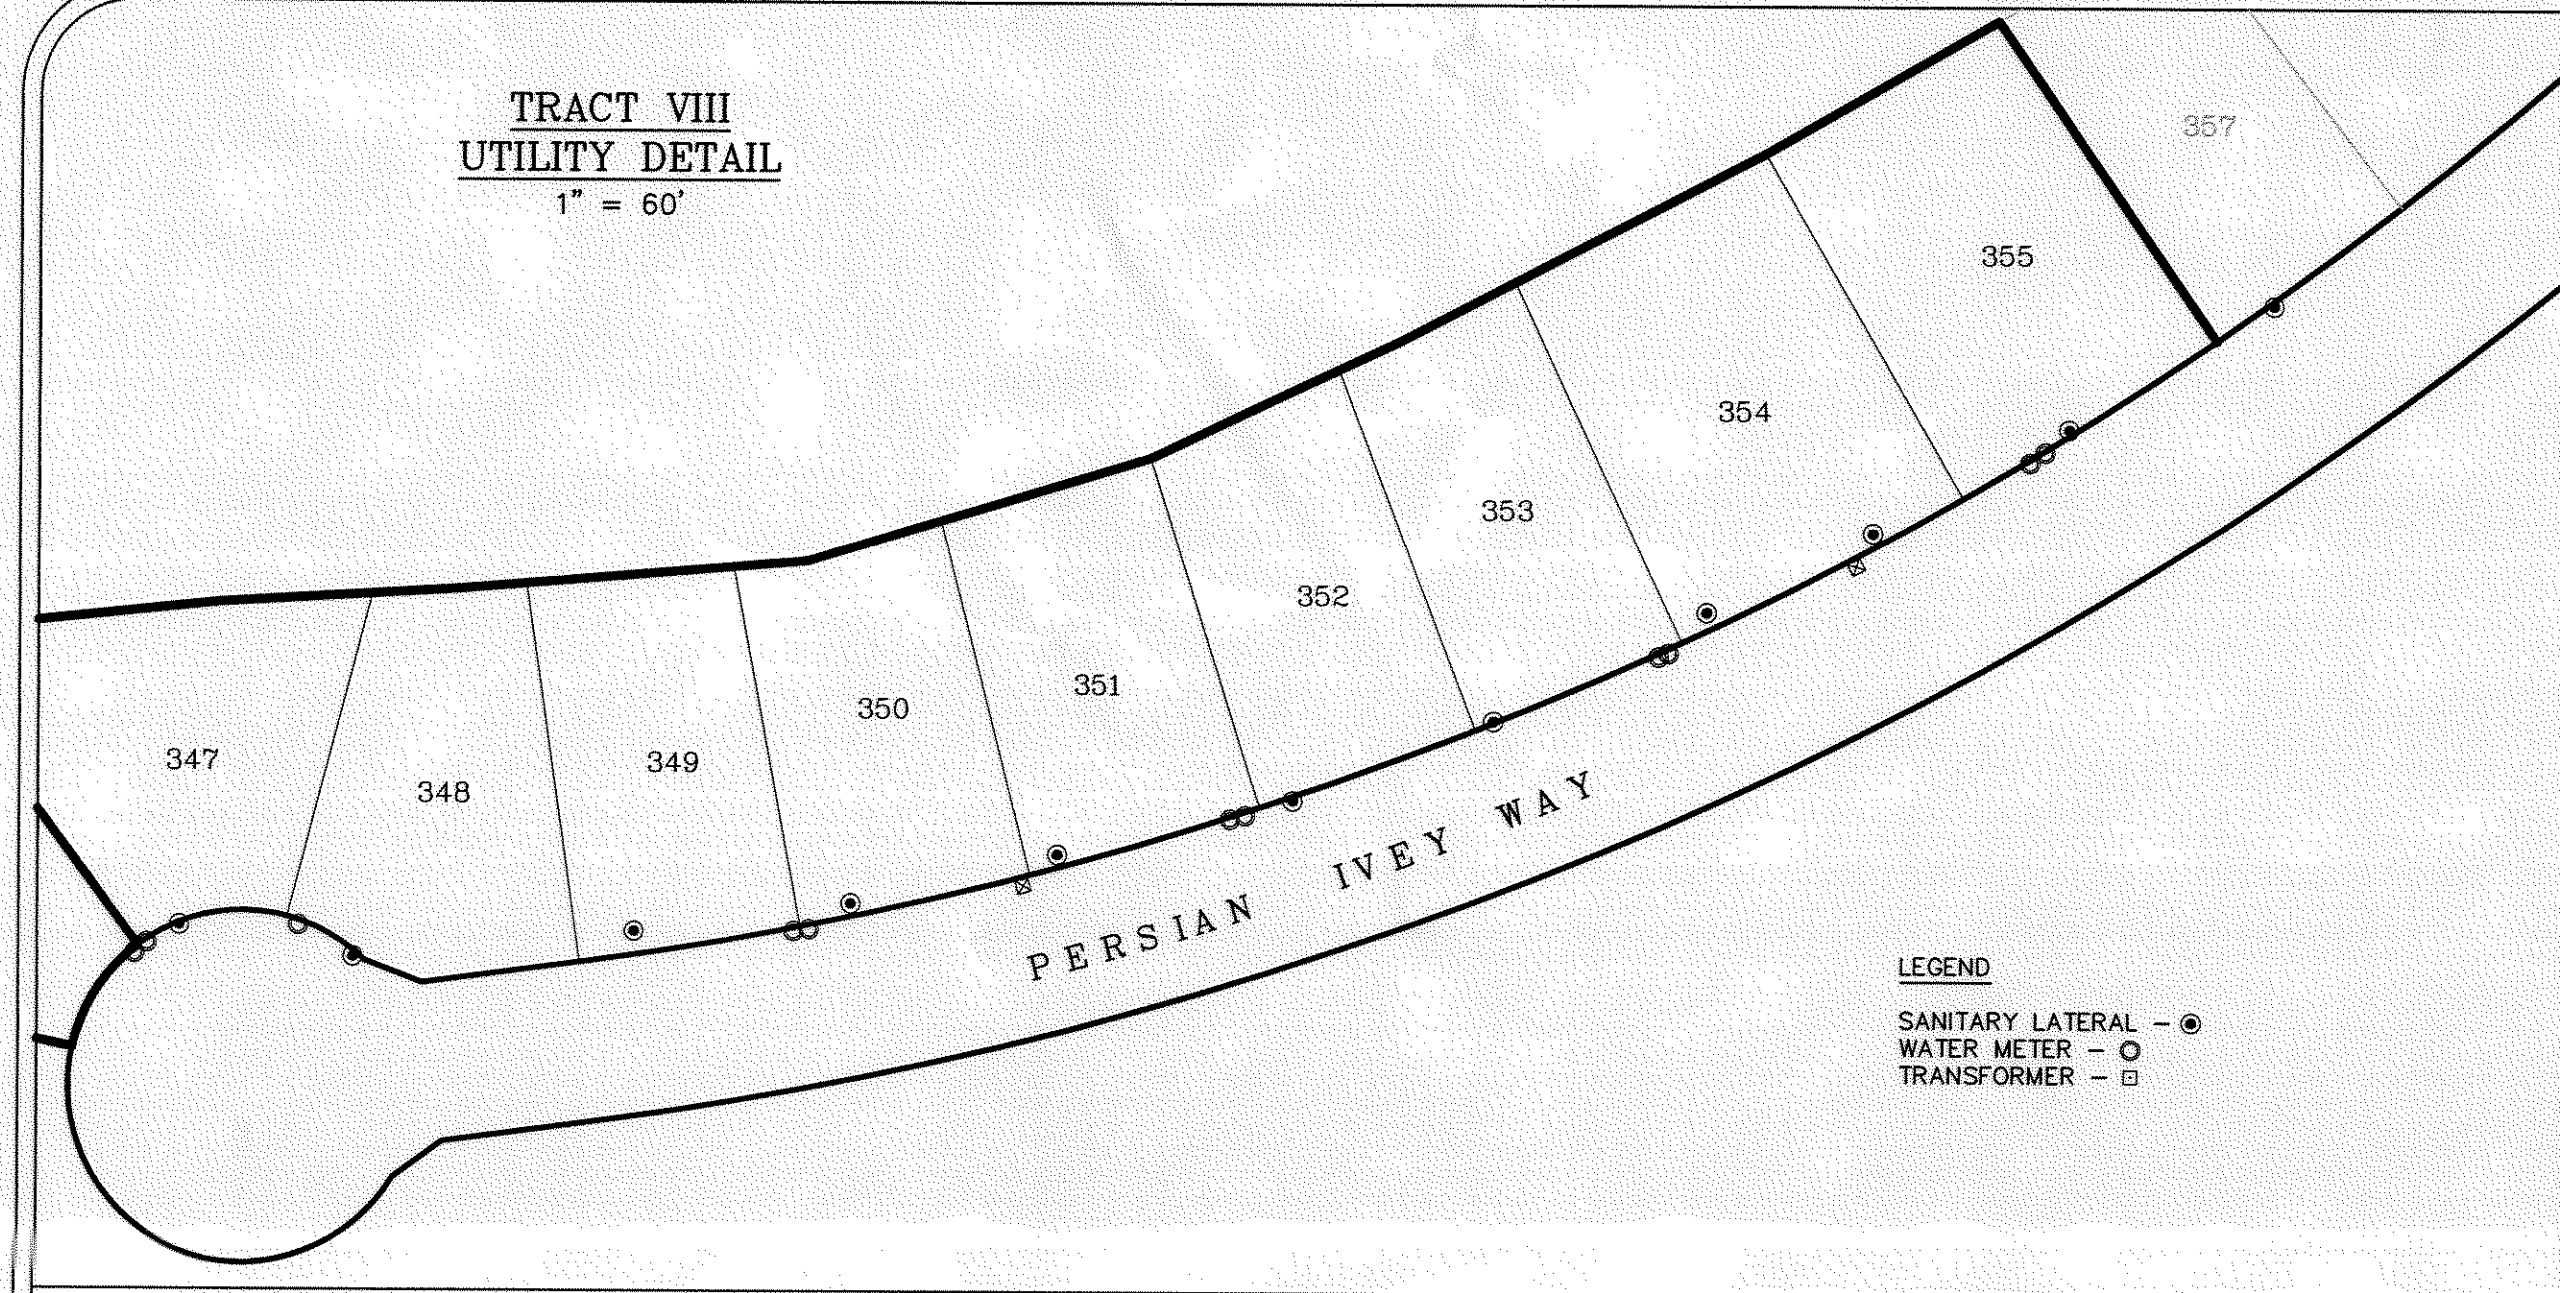 TRACT VIII
UTILITY DETAIL
1" = 60'
357
355
354
353
352
351
350
349
348
347
PERSIAN IVEY WAY
LEGEND
SANITARY LATERAL -
WATER METER -
TRANSFORMER -